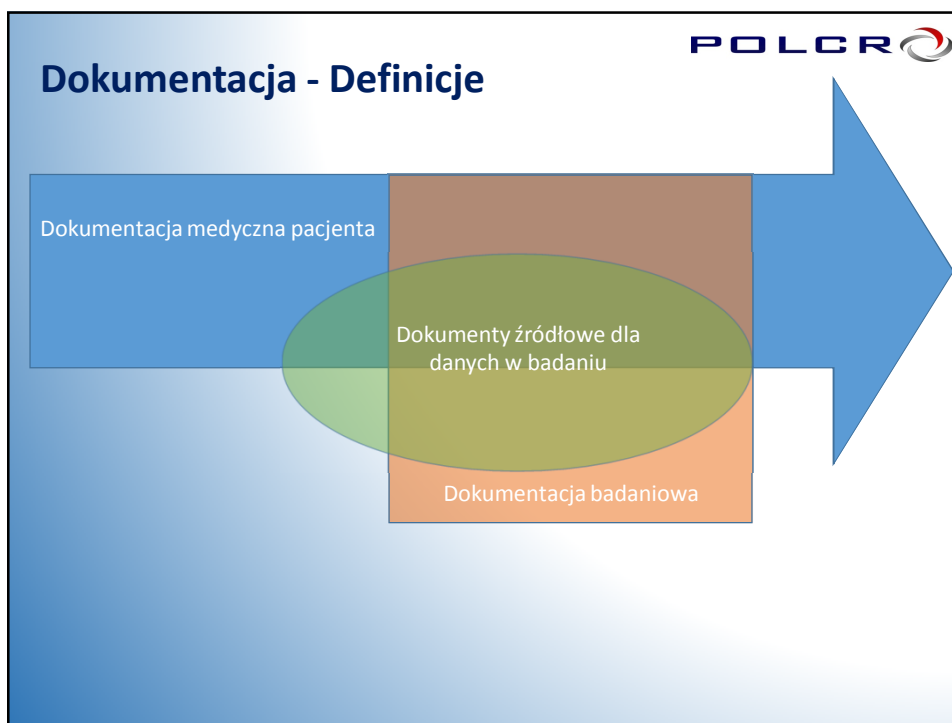 POLCRO
Dokumentacja - Definicje
Dokumentacja medyczna pacjenta
Dokumenty źródłowe dla
danych w badaniu
Dokumentacja badaniowa